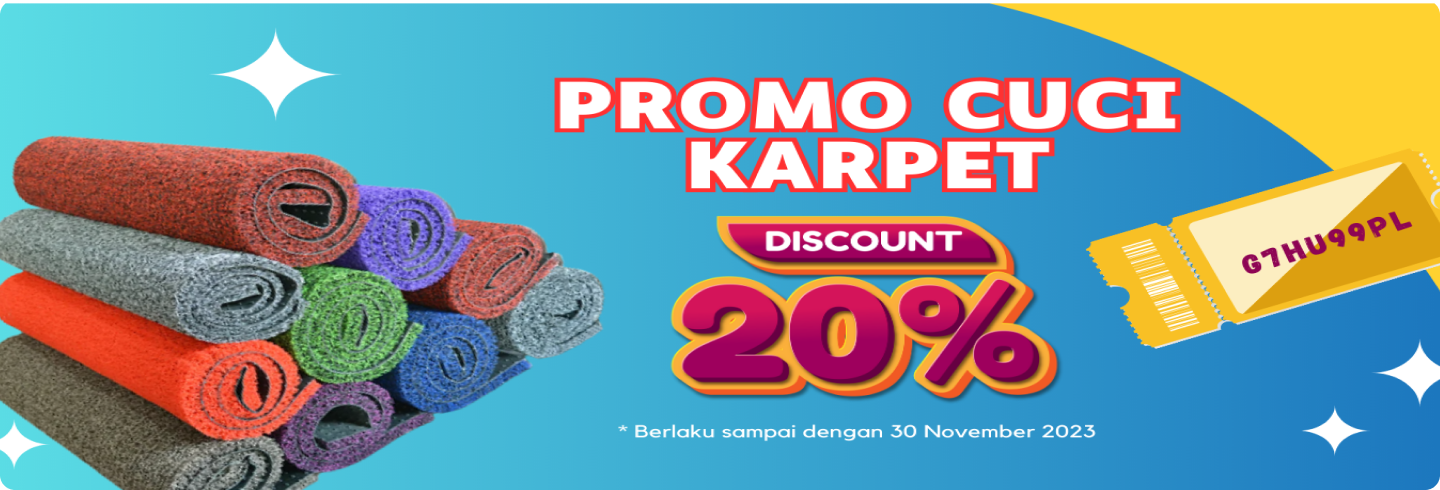 PROMO CUCI
KARPET
DISCOUNT
20%
G7HU99PL
* Berlaku sampai dengan 30 November 2023